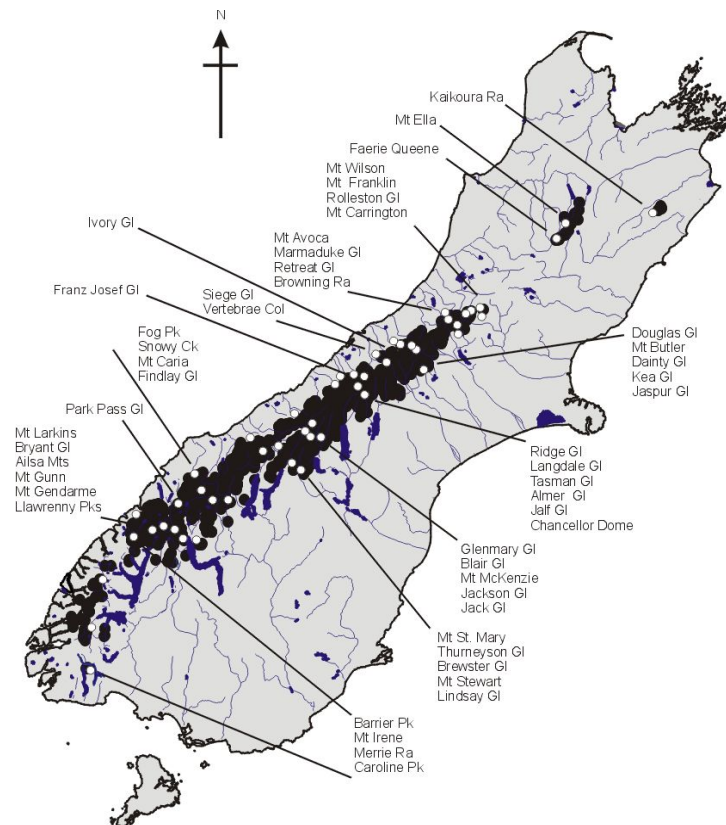 N
Kaikoura Ra
Mt Ella
Faerie Queene
Mt Wilson
Mt Franklin
Rolleston Gl
Mt Carrington
Ivory Gl
Mt Avoca
Marmaduke Gl
Retreat Gl
Browning Ra
Franz Josef Gl
Siege Gl
Vertebrae Col
Fog Pk
Snowy Ck
Mt Caria
Findlay Gl
Douglas Gl
Mt Butler
Dainty Gl
Kea Gl
Jaspur Gl
Park Pass Gl
Mt Larkins
Bryant Gl
Ailsa Mts
Mt Gunn
Mt Gendarme
Llawrenny Pks
Ridge Gl
Langdale Gl
Tasman Gl
Almer Gl
Jalf Gl
Chancellor Dome
Glenmary Gl
Blair Gl
Mt McKenzie
Jackson Gl
Jack Gl
Mt St. Mary
Thurneyson Gl
Brewster Gl
Mt Stewart
Lindsay Gl
Barrier Pk
Mt Irene
Merrie Ra
Caroline Pk